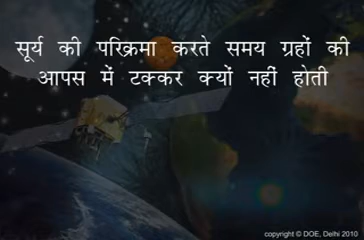 सूर्य की परिक्रमा करते समय ग्रहों की
आपस में टक्कर क्यों नहीं होती
copyright © DOE, Delhi 2010